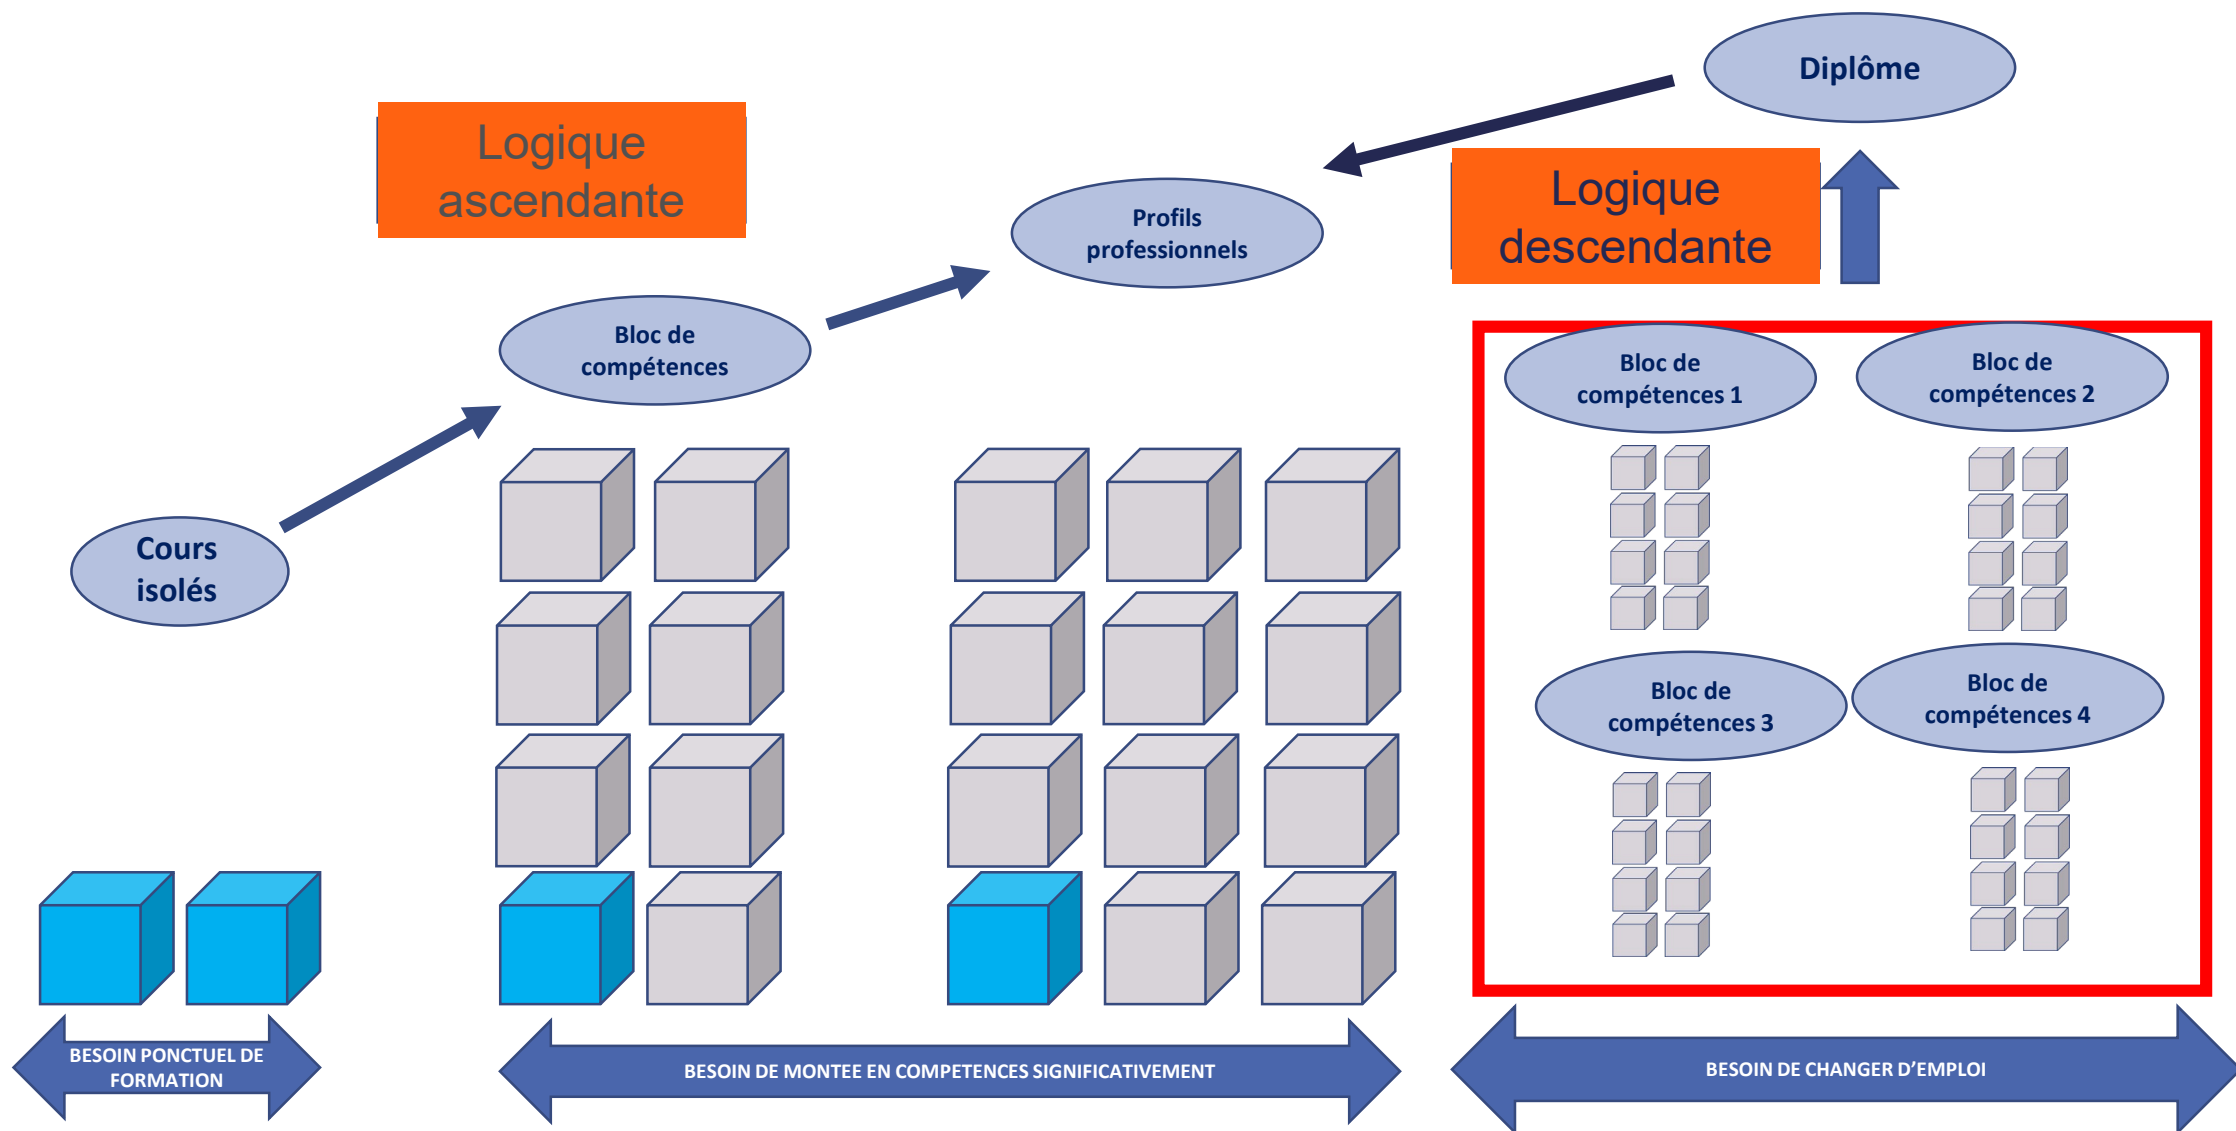 Diplôme
Logique
ascendante
Logique
descendante
Profils
professionnels
Bloc de
compétences
Bloc de
compétences 1
Bloc de
compétences 2
Cours
isolés
Bloc de
compétences 3
Bloc de
compétences 4
BESOIN PONCTUEL DE
FORMATION
BESOIN DE MONTEE EN COMPETENCES SIGNIFICATIVEMENT
BESOIN DE CHANGER D’EMPLOI